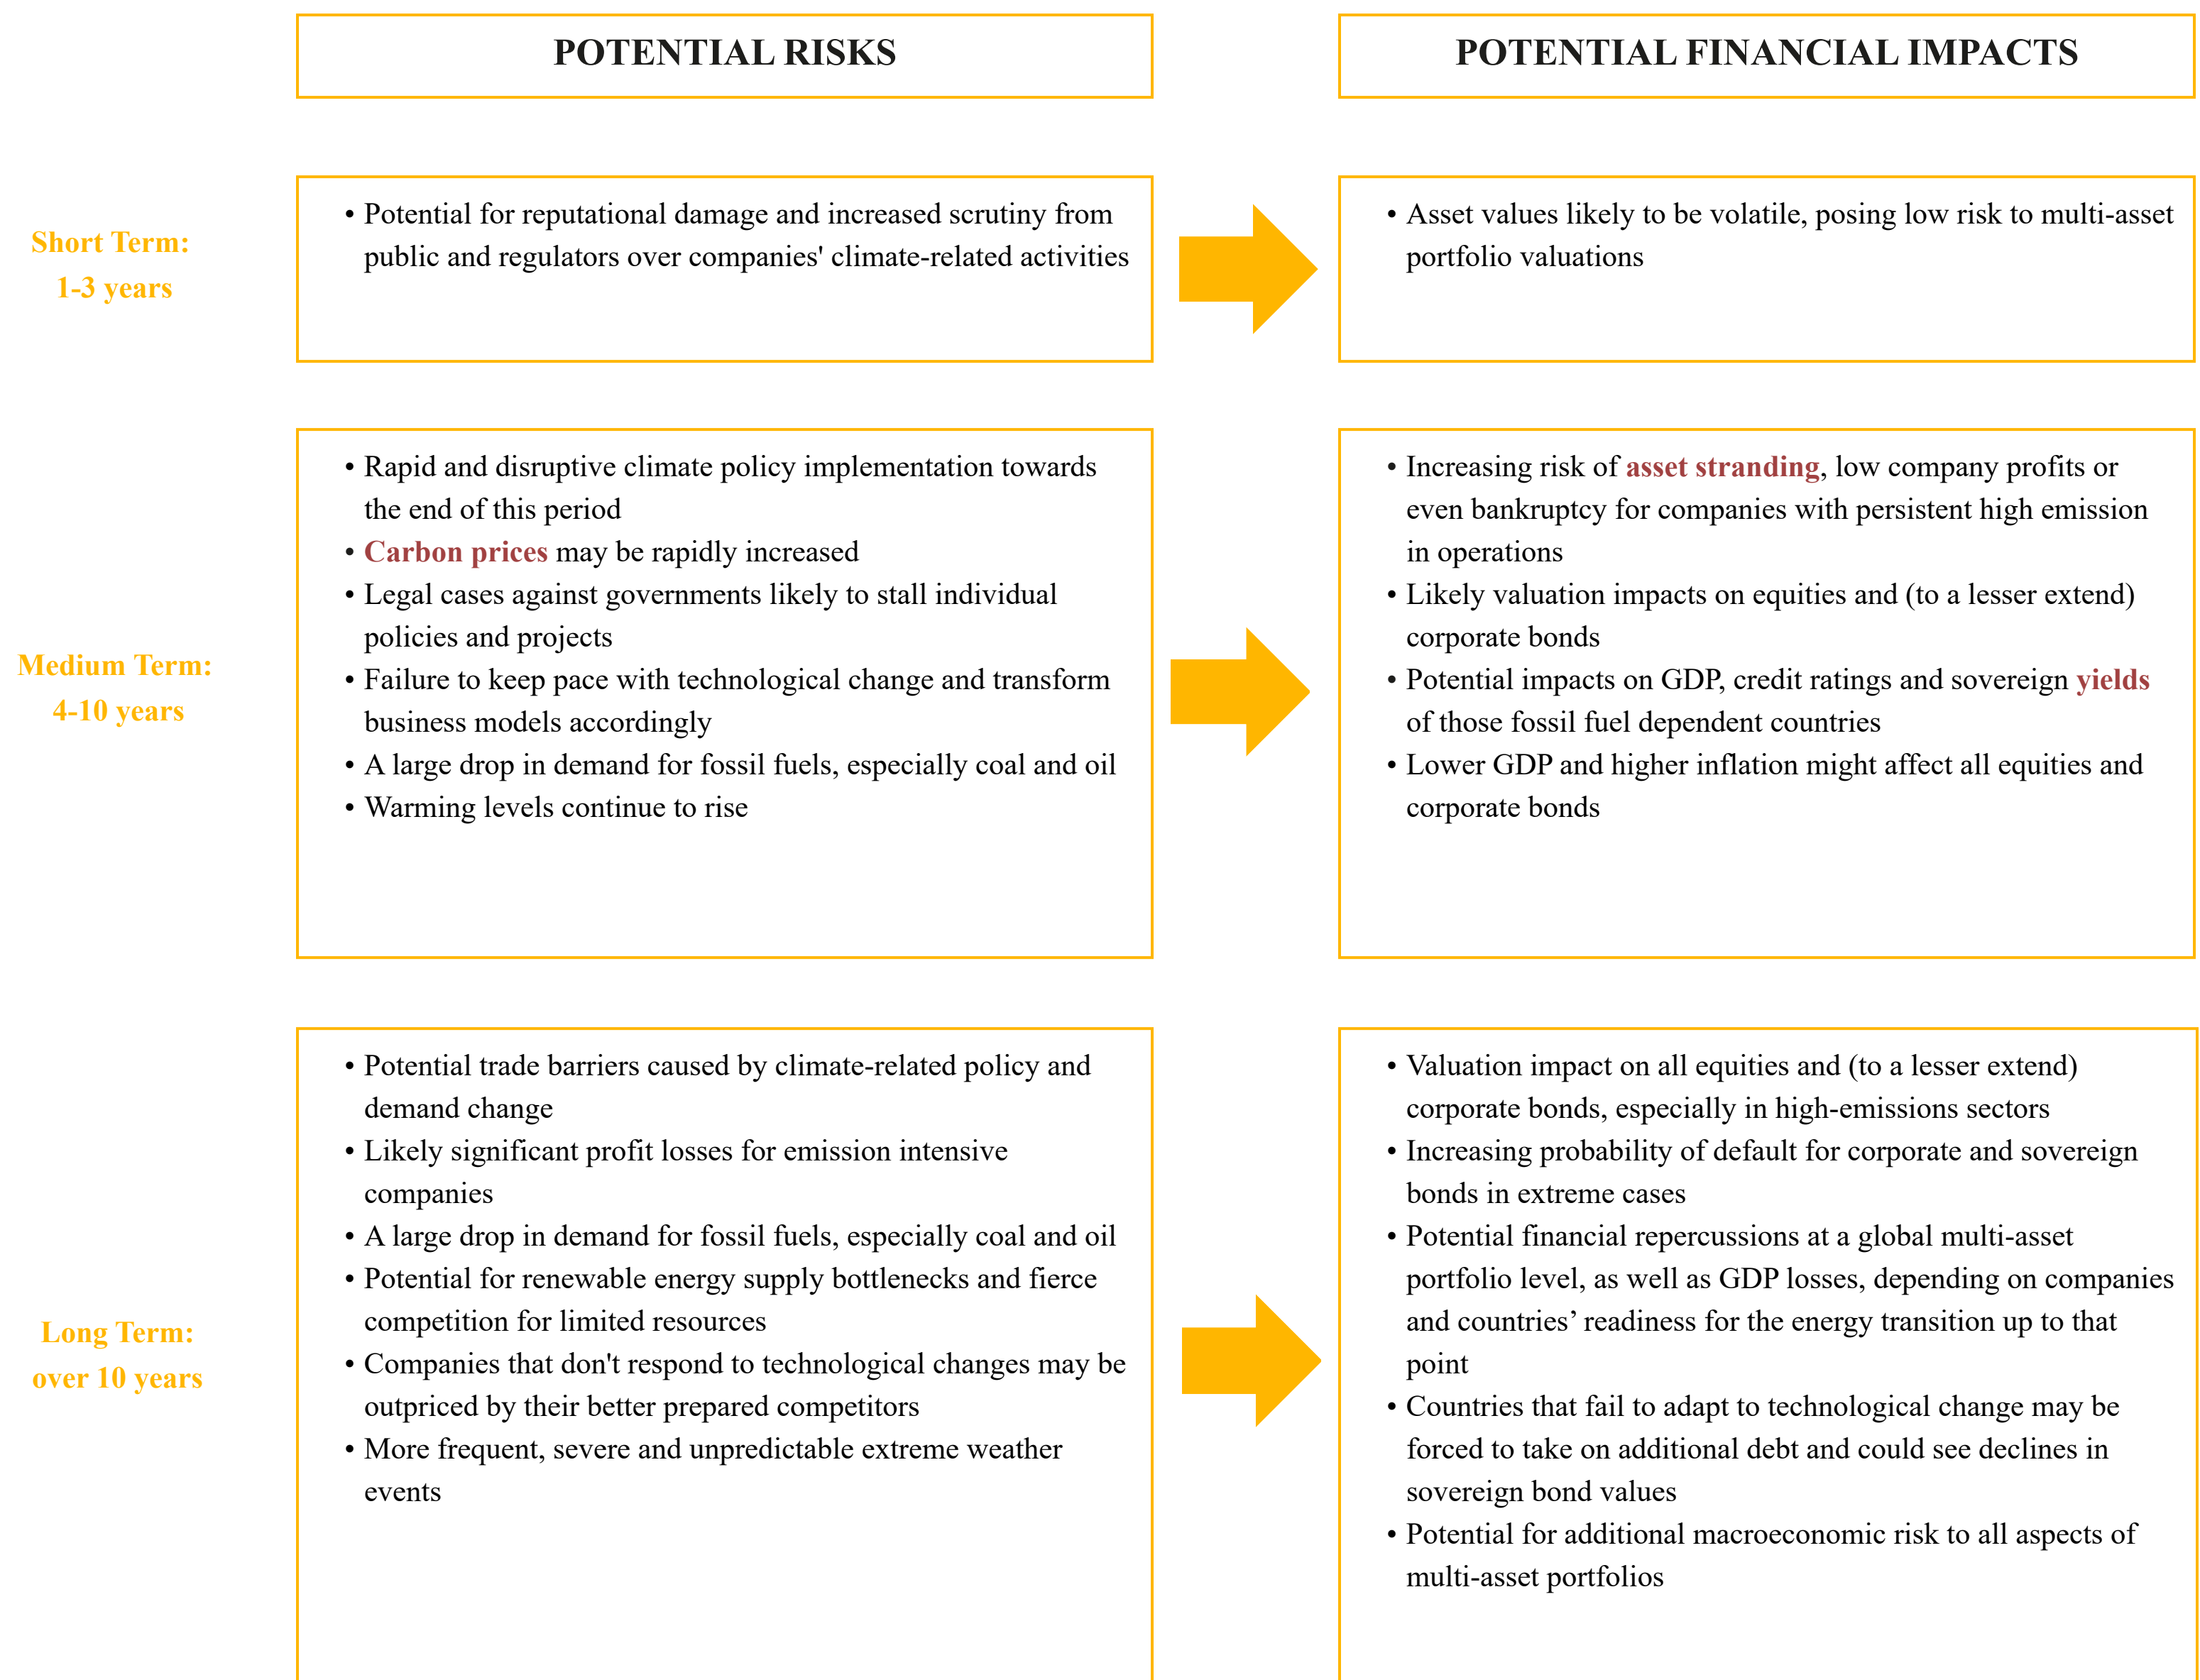 POTENTIAL RISKS
POTENTIAL FINANCIAL IMPACTS
Short Term:
1-3 years
• Potential for reputational damage and increased scrutiny from
public and regulators over companies' climate-related activities
• Asset values likely to be volatile, posing low risk to multi-asset
portfolio valuations
Medium Term:
4-10 years
• Rapid and disruptive climate policy implementation towards
the end of this period
• Carbon prices may be rapidly increased
• Legal cases against governments likely to stall individual
policies and projects
• Failure to keep pace with technological change and transform
business models accordingly
• A large drop in demand for fossil fuels, especially coal and oil
• Warming levels continue to rise
• Increasing risk of asset stranding, low company profits or
even bankruptcy for companies with persistent high emission
in operations
• Likely valuation impacts on equities and (to a lesser extend)
corporate bonds
• Potential impacts on GDP, credit ratings and sovereign yields
of those fossil fuel dependent countries
• Lower GDP and higher inflation might affect all equities and
corporate bonds
Long Term:
over 10 years
• Potential trade barriers caused by climate-related policy and
demand change
• Likely significant profit losses for emission intensive
companies
• A large drop in demand for fossil fuels, especially coal and oil
• Potential for renewable energy supply bottlenecks and fierce
competition for limited resources
• Companies that don't respond to technological changes may be
outpriced by their better prepared competitors
• More frequent, severe and unpredictable extreme weather
events
• Valuation impact on all equities and (to a lesser extend)
corporate bonds, especially in high-emissions sectors
• Increasing probability of default for corporate and sovereign
bonds in extreme cases
• Potential financial repercussions at a global multi-asset
portfolio level, as well as GDP losses, depending on companies
and countries’ readiness for the energy transition up to that
point
• Countries that fail to adapt to technological change may be
forced to take on additional debt and could see declines in
sovereign bond values
• Potential for additional macroeconomic risk to all aspects of
multi-asset portfolios